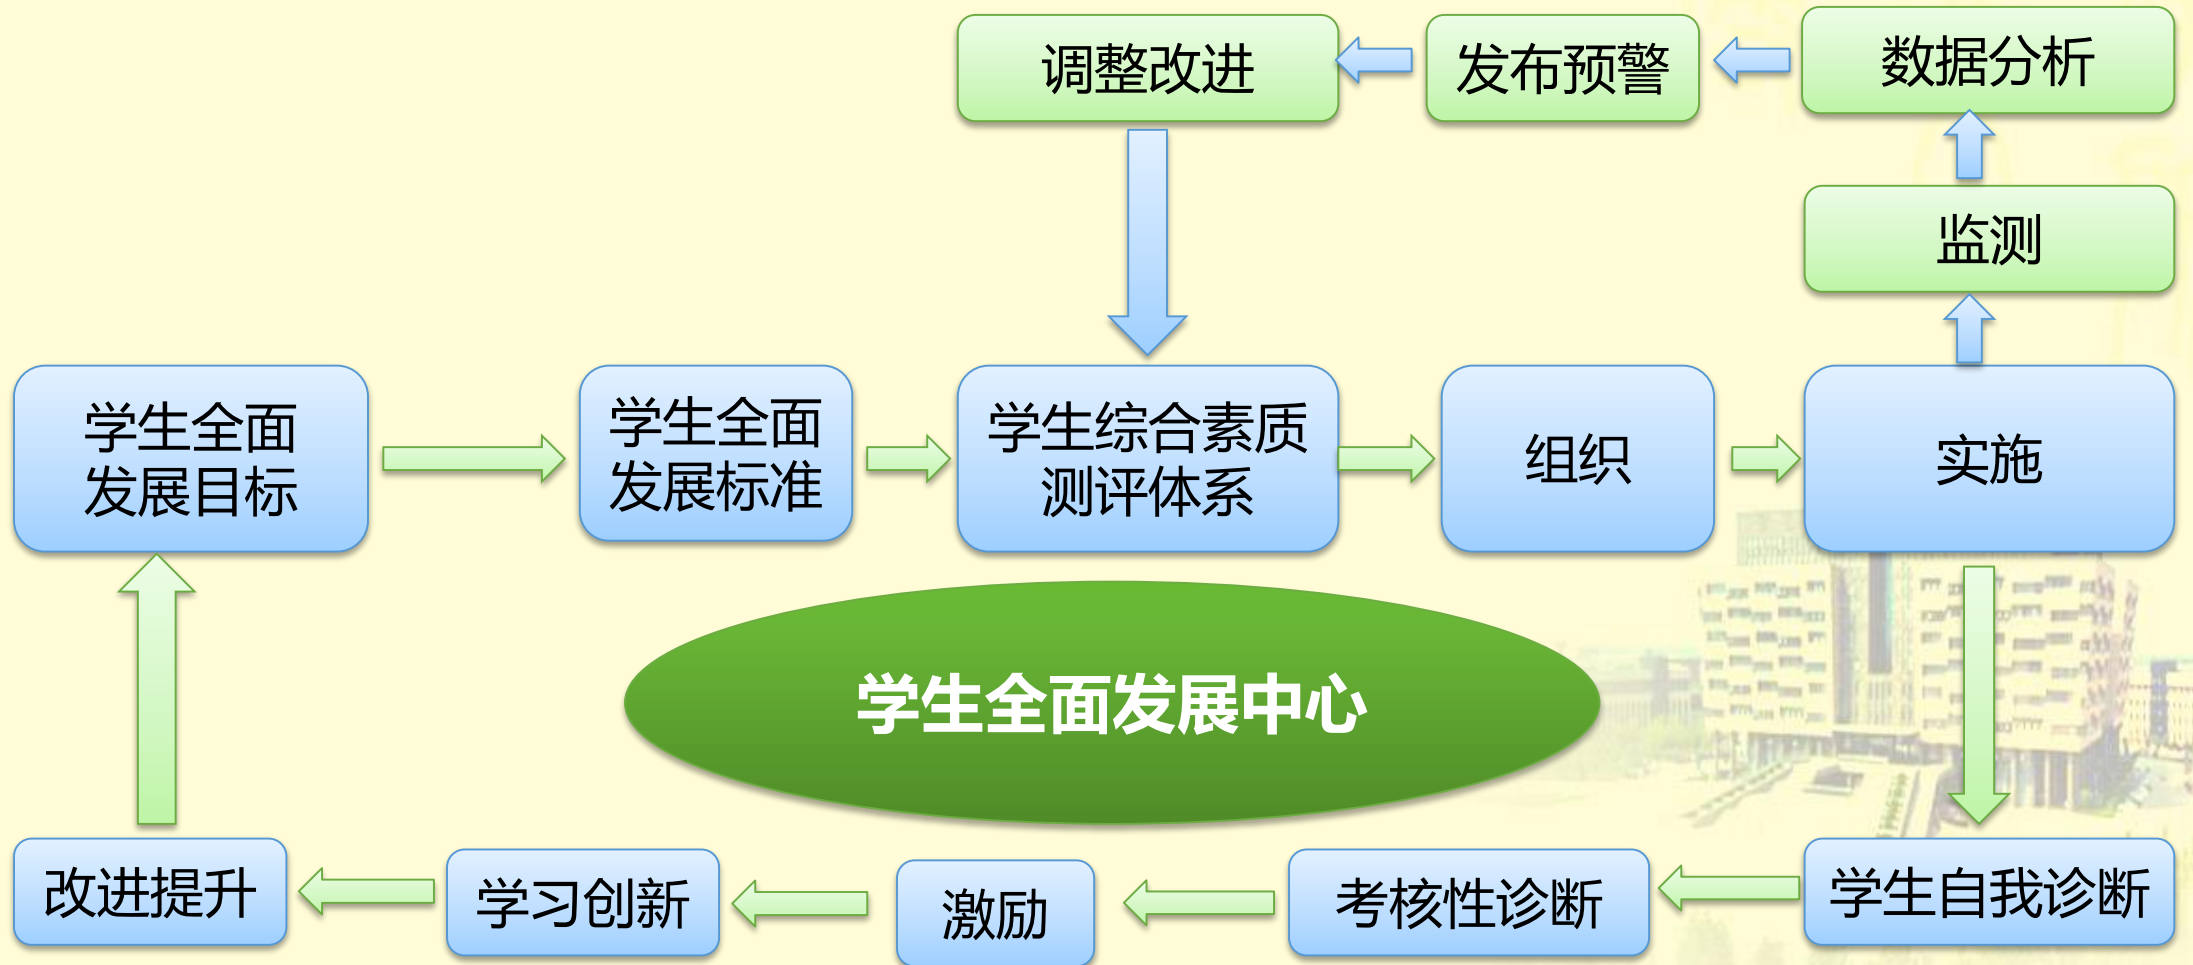 调整改进
发布预警
数据分析
监测
学生全面
发展目标
学生全面
发展标准
学生综合素质
测评体系
组织
实施
学生全面发展中心
改进提升
学习创新
激励
考核性诊断
学生自我诊断